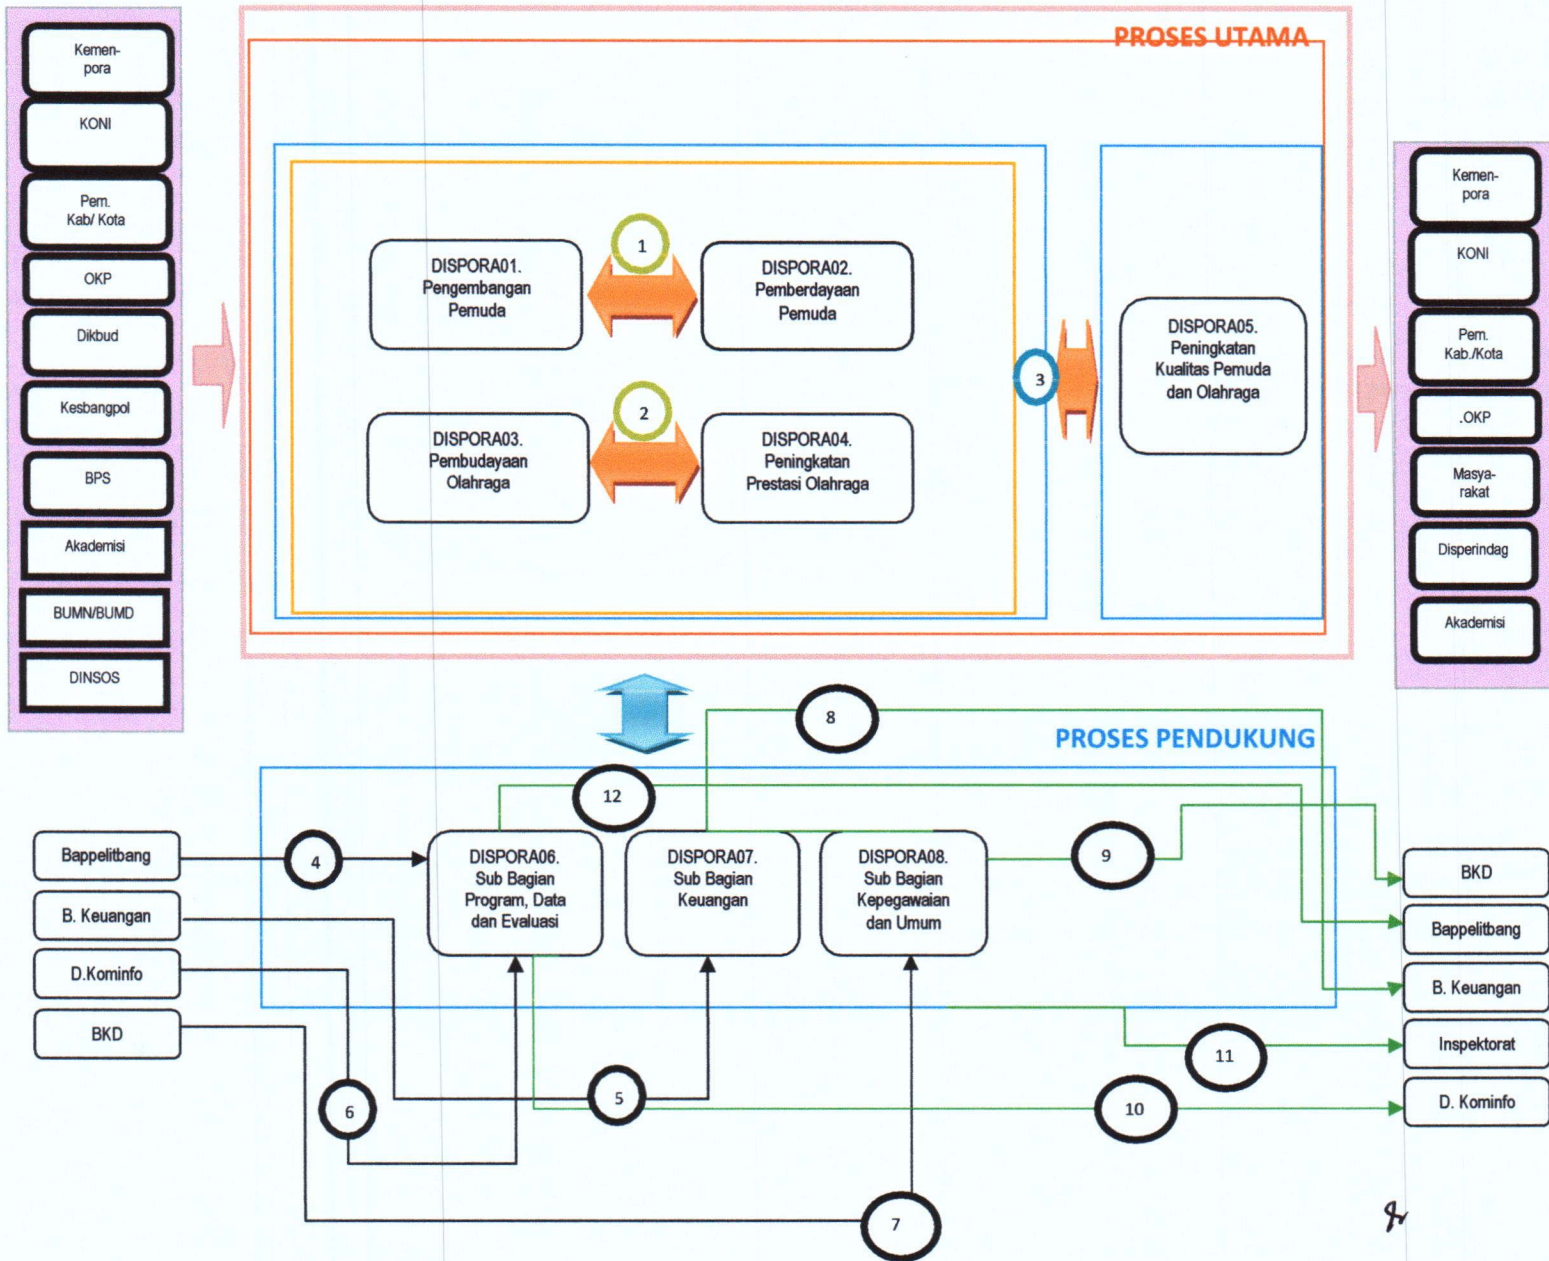 PROSES UTAMA
Kemen-
pora
KONI
Pem.
Kab/ Kota
OKP
Dikbud
Kesbangpol
BPS
Akademisi
BUMN/BUMD
DINSOS
1
DISPORA01.
Pengembangan
Pemuda
DISPORA02.
Pemberdayaan
Pemuda
2
DISPORA03.
Pembudayaan
Olahraga
DISPORA04.
Peningkatan
Prestasi Olahraga
3
DISPORA05.
Peningkatan
Kualitas Pemuda
dan Olahraga
Kemen-
pora
KONI
Pem.
Kab./Kota
.OKP
Masya-
rakat
Disperindag
Akademisi
8
PROSES PENDUKUNG
12
Bappelitbang
B. Keuangan
D.Kominfo
BKD
4
DISPORA06.
Sub Bagian
Program, Data
dan Evaluasi
DISPORA07.
Sub Bagian
Keuangan
DISPORA08.
Sub Bagian
Kepegawaian
dan Umum
9
BKD
Bappelitbang
B. Keuangan
Inspektorat
D. Kominfo
11
5
6
10
7